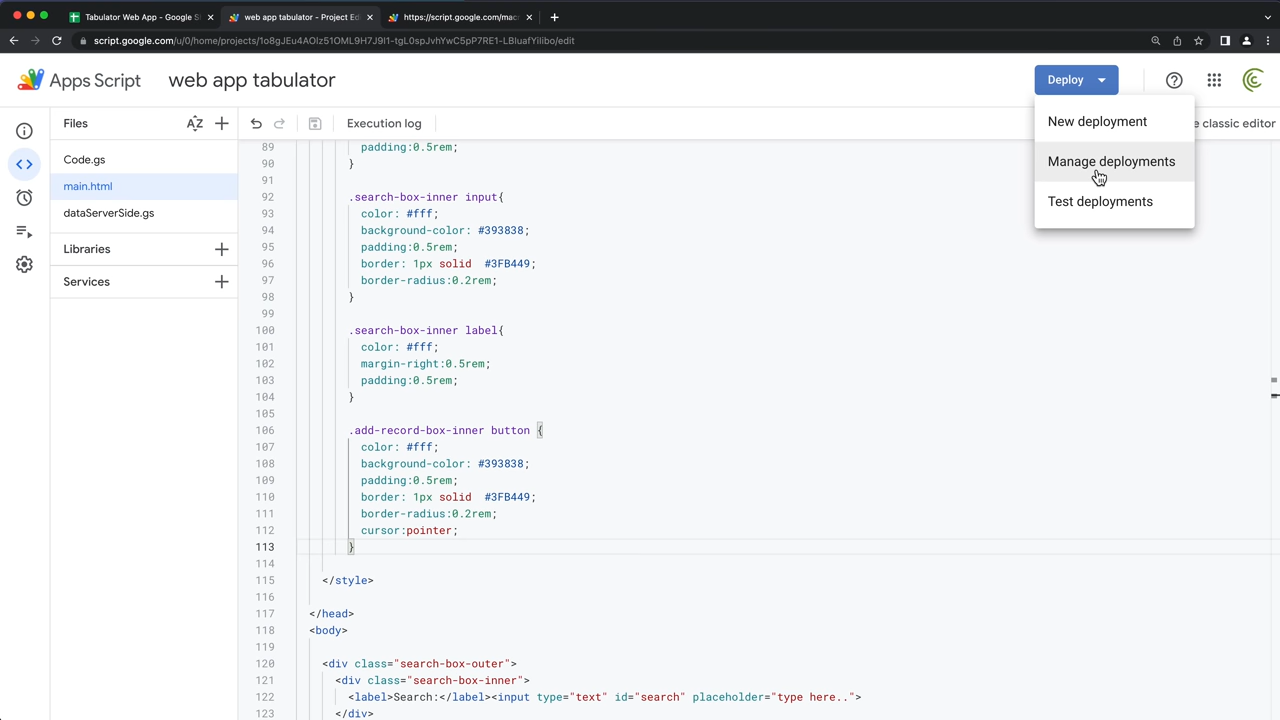 Tabulator Web App - Google S
web app tabulator - Project Edi
https://script.google.com/mac
script.google.com/u/0/home/projects/1o8gJEu4AOlz51OML9H7J9I1-tgL0spJvhYwC5pP7RE1-LBIuafYiIibo/edit
Apps Script
web app tabulator
Deploy
Files
AZ
Execution log
e classic editor
New deployment
Manage deployments
Test deployments
Code.gs
main.html
dataServerSide.gs
Libraries
Services
89 padding:0.5rem;
90 }
91
92 .search-box-inner input{
93 color: #fff;
94 background-color: #393838;
95 padding:0.5rem;
96 border: 1px solid  #3FB449;
97 border-radius:0.2rem;
98 }
99
100 .search-box-inner label{
101 color: #fff;
102 margin-right:0.5rem;
103 padding:0.5rem;
104 }
105
106 .add-record-box-inner button {
107 color: #fff;
108 background-color: #393838;
109 padding:0.5rem;
110 border: 1px solid  #3FB449;
111 border-radius:0.2rem;
112 cursor:pointer;
113 }
114
115 </style>
116
117 </head>
118 <body>
119
120 <div class="search-box-outer">
121 <div class="search-box-inner">
122 <label>Search:</label><input type="text" id="search" placeholder="type here..">
123 </div>